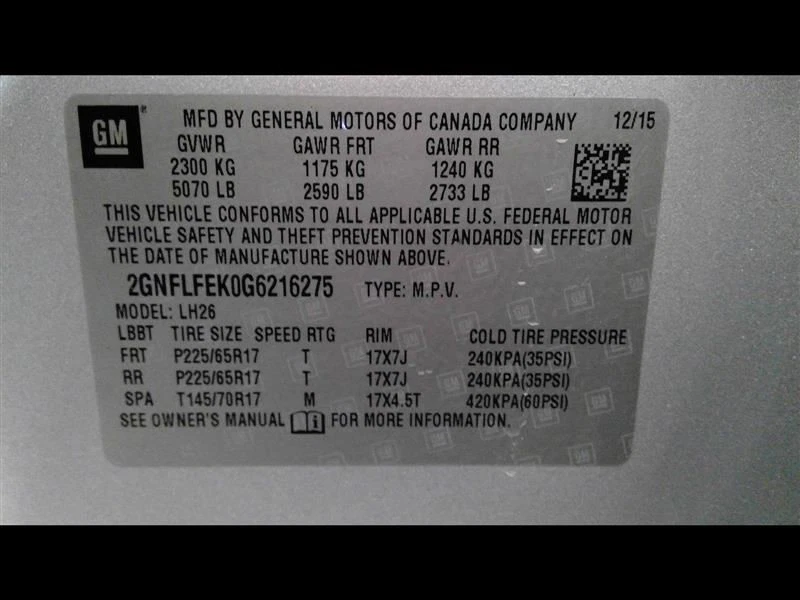 GM ® MFD BY GENERAL MOTORS OF CANADA COMPANY 12/15
GVWR GAWR FRT GAWR RR
2300 KG 1175 KG 1240 KG
5070 LB 2590 LB 2733 LB
THIS VEHICLE CONFORMS TO ALL APPLICABLE U.S. FEDERAL MOTOR
VEHICLE SAFETY AND THEFT PREVENTION STANDARDS IN EFFECT ON
THE DATE OF MANUFACTURE SHOWN ABOVE.
2GNFLFEK0G6216275 TYPE: M.P.V.
MODEL: LH26
LBBT TIRE SIZE SPEED RTG RIM COLD TIRE PRESSURE
FRT P225/65R17 T 17X7J 240KPA(35PSI)
RR P225/65R17 T 17X7J 240KPA(35PSI)
SPA T145/70R17 M 17X4.5T 420KPA(60PSI)
SEE OWNER'S MANUAL FOR MORE INFORMATION.